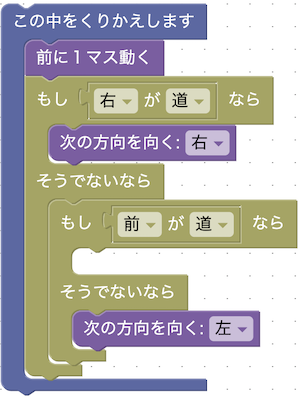 この中をくりかえします
前に1マス動く
もし 右 が 道 なら
次の方向を向く: 右
そうでないなら
もし 前 が 道 なら
そうでないなら
次の方向を向く: 左